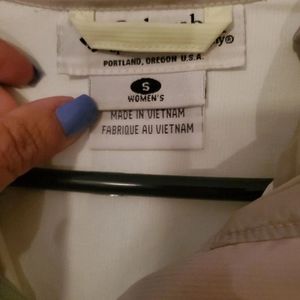 PORTLAND, OREGON U.S.A.
S
WOMEN'S
MADE IN VIETNAM
FABRIQUE AU VIETNAM